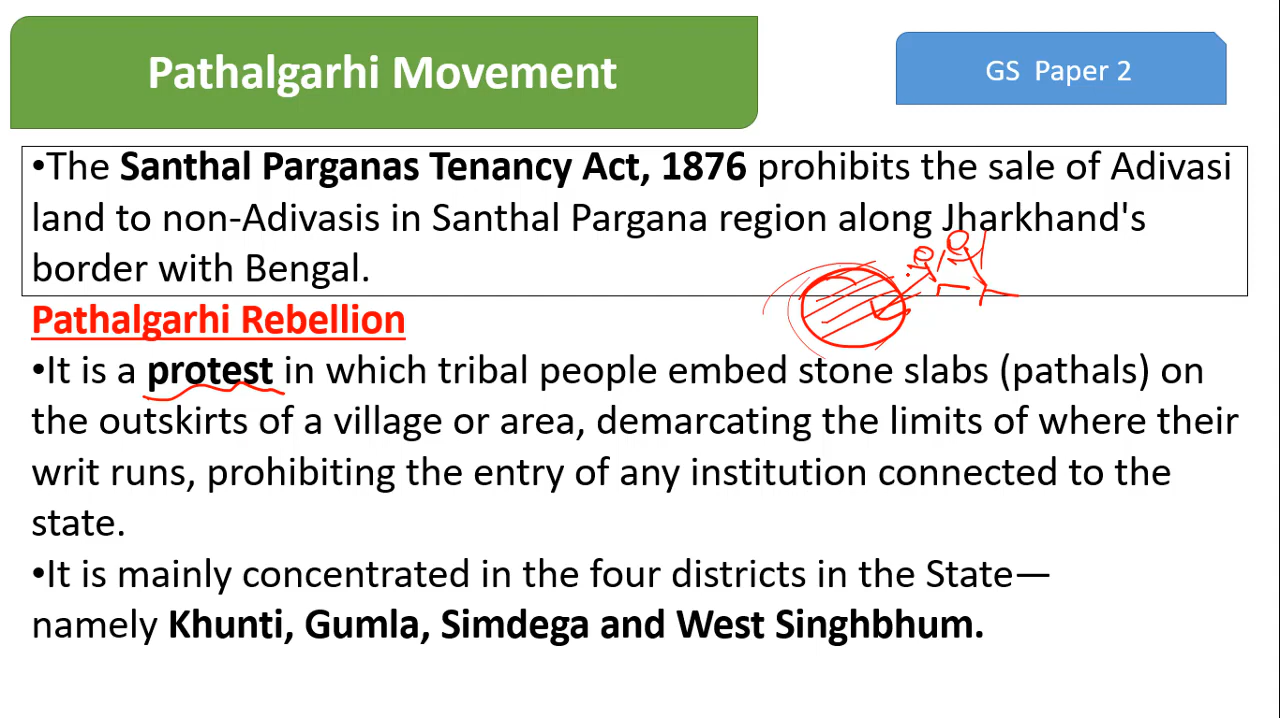 Pathalgarhi Movement
GS Paper 2
•The Santhal Parganas Tenancy Act, 1876 prohibits the sale of Adivasi
land to non-Adivasis in Santhal Pargana region along Jharkhand's
border with Bengal.
Pathalgarhi Rebellion
•It is a protest in which tribal people embed stone slabs (pathals) on
the outskirts of a village or area, demarcating the limits of where their
writ runs, prohibiting the entry of any institution connected to the
state.
•It is mainly concentrated in the four districts in the State—
namely Khunti, Gumla, Simdega and West Singhbhum.